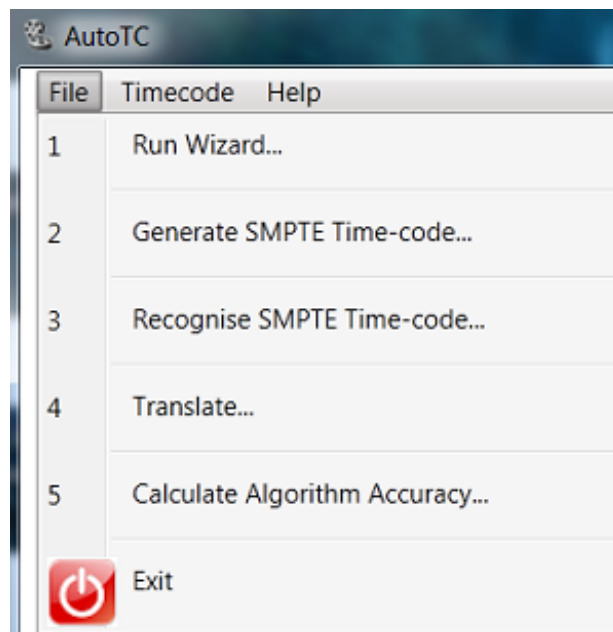 AutoTC
File Timecode Help
1 Run Wizard...
2 Generate SMPTE Time-code...
3 Recognise SMPTE Time-code...
4 Translate...
5 Calculate Algorithm Accuracy...
Exit